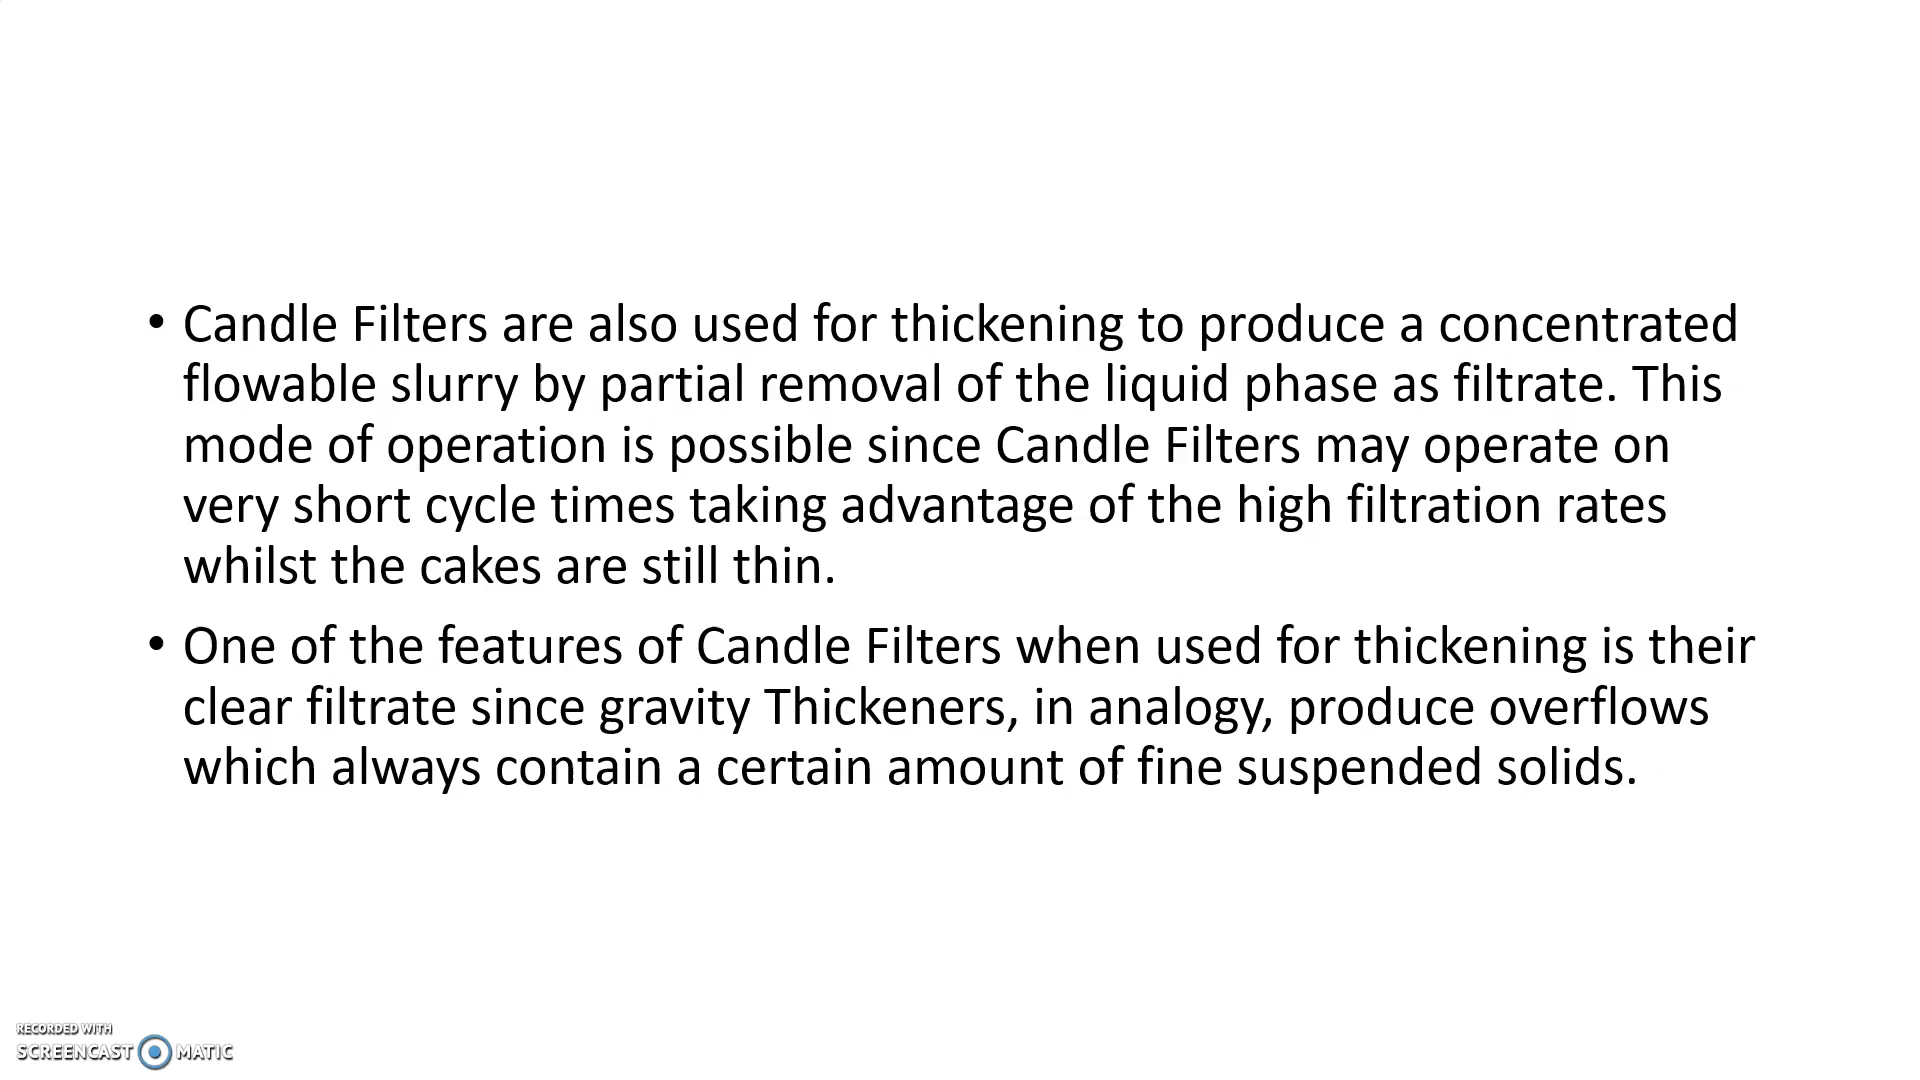 • Candle Filters are also used for thickening to produce a concentrated
flowable slurry by partial removal of the liquid phase as filtrate. This
mode of operation is possible since Candle Filters may operate on
very short cycle times taking advantage of the high filtration rates
whilst the cakes are still thin.
• One of the features of Candle Filters when used for thickening is their
clear filtrate since gravity Thickeners, in analogy, produce overflows
which always contain a certain amount of fine suspended solids.
RECORDED WITH
SCREENCAST MATIC